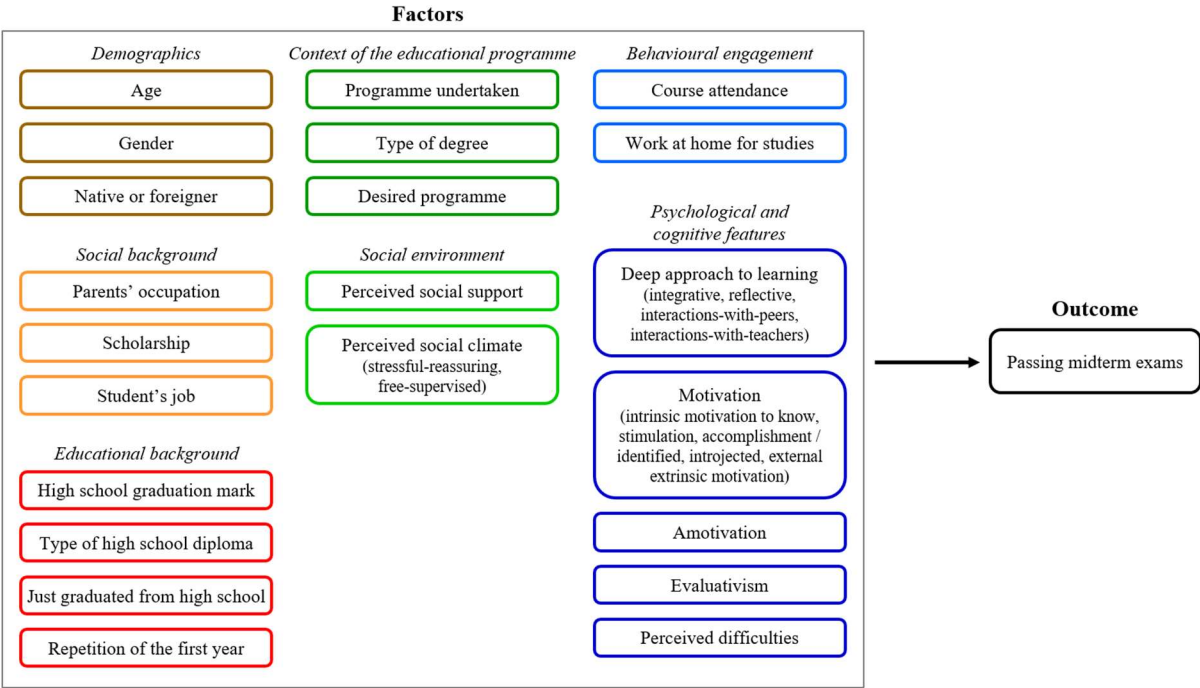 Factors
Demographics
Age
Gender
Native or foreigner
Social background
Parents’ occupation
Scholarship
Student’s job
Educational background
High school graduation mark
Type of high school diploma
Just graduated from high school
Repetition of the first year
Context of the educational programme
Programme undertaken
Type of degree
Desired programme
Social environment
Perceived social support
Perceived social climate
(stressful-reassuring,
free-supervised)
Behavioural engagement
Course attendance
Work at home for studies
Psychological and
cognitive features
Deep approach to learning
(integrative, reflective,
interactions-with-peers,
interactions-with-teachers)
Motivation
(intrinsic motivation to know,
stimulation, accomplishment /
identified, introjected, external
extrinsic motivation)
Amotivation
Evaluativism
Perceived difficulties
Outcome
Passing midterm exams